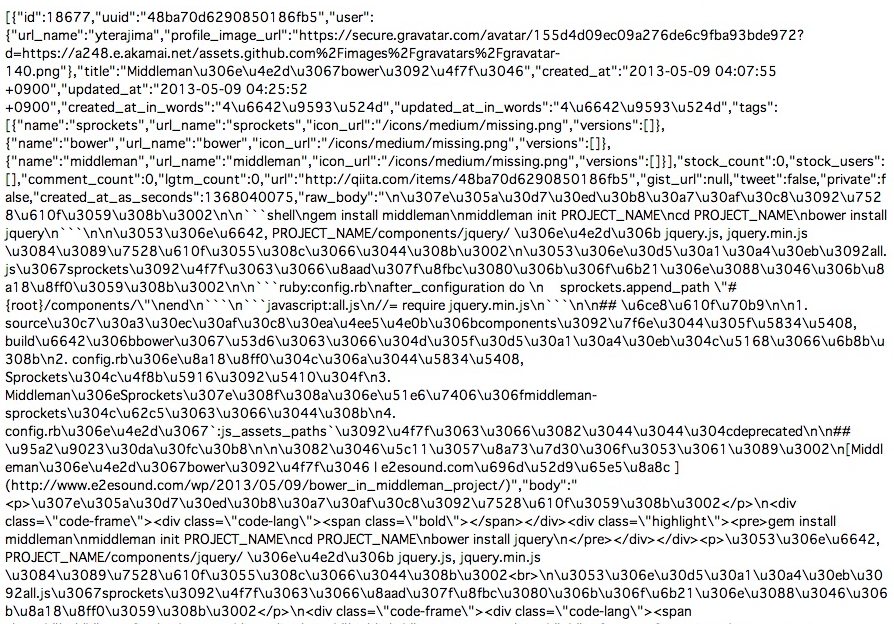 [{"id":18677,"uuid":"48ba70d6290850186fb5","user":
{"url_name":"yterajima","profile_image_url":"https://secure.gravatar.com/avatar/155d4d09ec09a276de6c9fba93bde972?
d=https://a248.e.akamai.net/assets.github.com%2Fimages%2Fgravatars%2Fgravatar-
140.png"},"title":"Middleman\u306e\u4e2d\u3067bower\u3092\u4f7f\u3046","created_at":"2013-05-09 04:07:55
+0900","updated_at":"2013-05-09 04:25:52
+0900","created_at_in_words":"4\u6642\u9593\u524d","updated_at_in_words":"4\u6642\u9593\u524d","tags":
[{"name":"sprockets","url_name":"sprockets","icon_url":"/icons/medium/missing.png","versions":[]},
{"name":"bower","url_name":"bower","icon_url":"/icons/medium/missing.png","versions":[]},
{"name":"middleman","url_name":"middleman","icon_url":"/icons/medium/missing.png","versions":[]}],"stock_count":0,"stock_users":
[],"comment_count":0,"lgtm_count":0,"url":"http://qiita.com/items/48ba70d6290850186fb5","gist_url":null,"tweet":false,"private":f
alse,"created_at_as_seconds":1368040075,"raw_body":"\n\u307e\u305a\u30d7\u30ed\u30b8\u30a7\u30af\u30c8\u3092\u752
8\u610f\u3059\u308b\u3002\n\n```shell\ngem install middleman\nmiddleman init PROJECT_NAME\ncd PROJECT_NAME\nbower install
jquery\n```\n\n\u3053\u306e\u6642, PROJECT_NAME/components/jquery/ \u306e\u4e2d\u306b jquery.js, jquery.min.js
\u3084\u3089\u7528\u610f\u3055\u308c\u3066\u3044\u308b\u3002\n\u3053\u306e\u30d5\u30a1\u30a4\u30eb\u3092all.
js\u3067sprockets\u3092\u4f7f\u3063\u3066\u8aad\u307f\u8fbc\u3080\u306b\u306f\u6b21\u306e\u3088\u3046\u306b\u8
a18\u8ff0\u3059\u308b\u3002\n\n```ruby:config.rb\nafter_configuration do \n    sprockets.append_path \"#
{root}/components/\"\nend\n```\n```javascript:all.js\n//= require jquery.min.js\n```\n\n## \u6ce8\u610f\u70b9\n\n1.
source\u30c7\u30a3\u30ec\u30af\u30c8\u30ea\u4ee5\u4e0b\u306bcomponents\u3092\u7f6e\u3044\u305f\u5834\u5408,
build\u6642\u306bbower\u3067\u53d6\u3063\u3066\u304d\u305f\u30d5\u30a1\u30a4\u30eb\u304c\u5168\u3066\u6b8b\u
308b\n2. config.rb\u306e\u8a18\u8ff0\u304c\u306a\u3044\u5834\u5408,
Sprockets\u304c\u4f8b\u5916\u3092\u5410\u304f\n3.
Middleman\u306eSprockets\u307e\u308f\u308a\u306e\u51e6\u7406\u306fmiddleman-
sprockets\u304c\u62c5\u3063\u3066\u3044\u308b\n4.
config.rb\u306e\u4e2d\u3067`:js_assets_paths`\u3092\u4f7f\u3063\u3066\u3082\u3044\u3044\u304cdeprecated\n\n##
\u95a2\u9023\u30da\u30fc\u30b8\n\n\u3082\u3046\u5c11\u3057\u8a73\u7d30\u306f\u3053\u3061\u3089\u3002\n[Middl
eman\u306e\u4e2d\u3067bower\u3092\u4f7f\u3046 | e2esound.com\u696d\u52d9\u65e5\u8a8c ]
(http://www.e2esound.com/wp/2013/05/09/bower_in_middleman_project/)","body":"
<p>\u307e\u305a\u30d7\u30ed\u30b8\u30a7\u30af\u30c8\u3092\u7528\u610f\u3059\u308b\u3002</p>\n<div
class=\"code-frame\"><div class=\"code-lang\"><span class=\"bold\"></span></div><div class=\"highlight\"><pre>gem install
middleman\nmiddleman init PROJECT_NAME\ncd PROJECT_NAME\nbower install jquery\n</pre></div></div><p>\u3053\u306e\u6642,
PROJECT_NAME/components/jquery/ \u306e\u4e2d\u306b jquery.js, jquery.min.js
\u3084\u3089\u7528\u610f\u3055\u308c\u3066\u3044\u308b\u3002<br>\n\u3053\u306e\u30d5\u30a1\u30a4\u30eb\u30
92all.js\u3067sprockets\u3092\u4f7f\u3063\u3066\u8aad\u307f\u8fbc\u3080\u306b\u306f\u6b21\u306e\u3088\u3046\u306
b\u8a18\u8ff0\u3059\u308b\u3002</p>\n<div class=\"code-frame\"><div class=\"code-lang\"><span